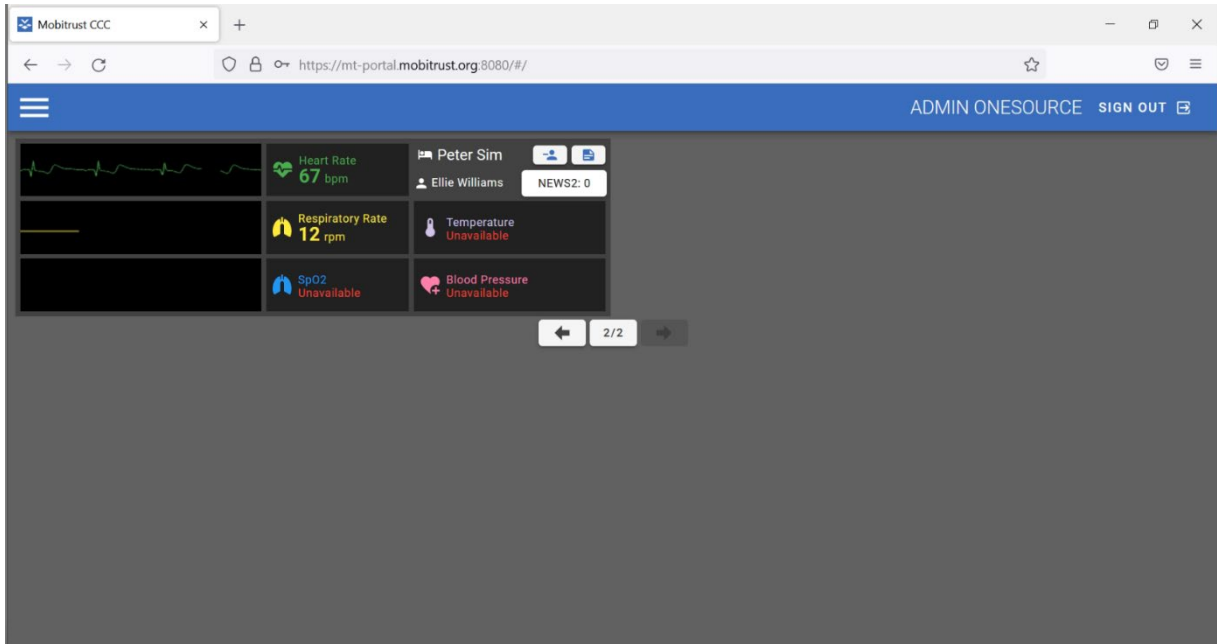 Mobitrust CCC
https://mt-portal.mobitrust.org:8080/#/
ADMIN ONESOURCE SIGN OUT
Heart Rate
67 bpm
Peter Sim
Ellie Williams
NEWS2: 0
Respiratory Rate
12 rpm
Temperature
Unavailable
SpO2
Unavailable
Blood Pressure
Unavailable
2/2